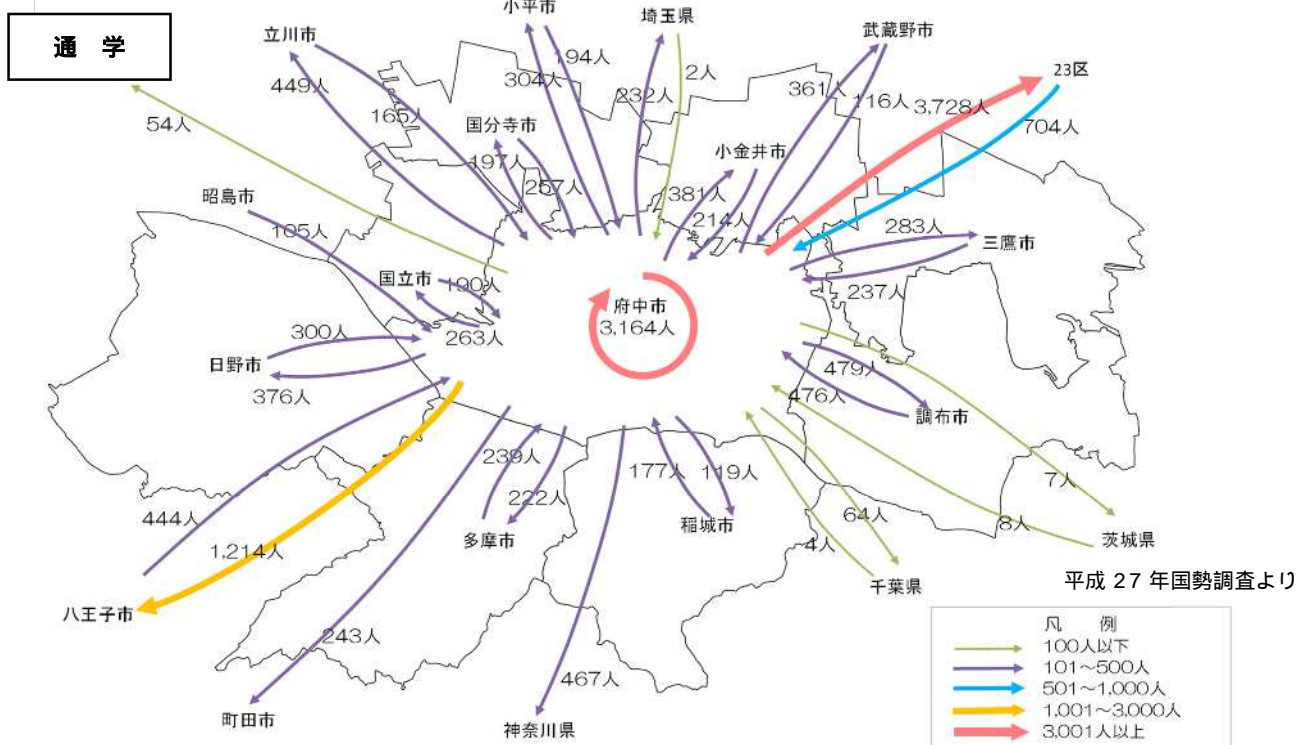 通 学
小平市
埼玉県
立川市
武蔵野市
23区
194人
304人
2人
449人
232人
361人
116人
3,728人
165人
54人
国分寺市
704人
197人
小金井市
257人
381人
昭島市
214人
283人
105人
三鷹市
国立市
190人
237人
府中市
3,164人
300人
263人
日野市
479人
376人
476人
調布市
239人
177人
119人
7人
222人
444人
64人
8人
稲城市
多摩市
1,214人
4人
茨城県
千葉県
平成 27 年国勢調査より
八王子市
243人
467人
町田市
神奈川県
凡 例
100人以下
101～500人
501～1,000人
1,001～3,000人
3,001人以上